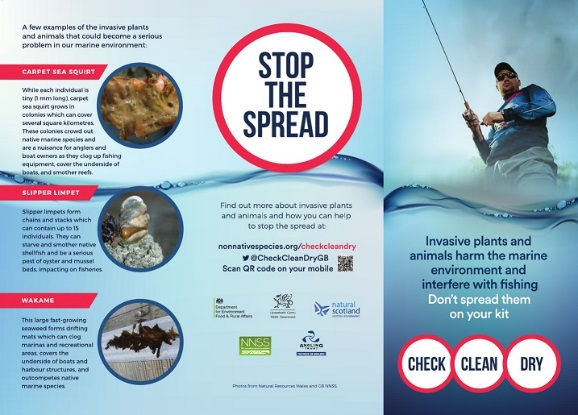 A few examples of the invasive plants
and animals that could become a serious
problem in our marine environment:
CARPET SEA SQUIRT
While each individual is
tiny (1 mm long), carpet
sea squirt grows in
colonies which can cover
several square kilometres.
These colonies crowd out
native marine species and
are a nuisance for anglers and
boat owners as they clog up fishing
equipment, cover the underside of
boats, and smother reefs.
SLIPPER LIMPET
Slipper limpets form
chains and stacks which
can contain up to 15
individuals. They can
starve and smother native
shellfish and be a serious
pest of oyster and mussel
beds, impacting on fisheries.
WAKAME
This large fast-growing
seaweed forms drifting
mats which can clog
marinas and recreational
areas, covers the
underside of boats and
harbour structures, and
outcompetes native
marine species.
STOP
THE
SPREAD
Find out more about invasive plants
and animals and how you can help
to stop the spread at:
nonnativespecies.org/checkcleandry
@CheckCleanDryGB
Scan QR code on your mobile
Department
for Environment
Food & Rural Affairs
Llywodraeth Cymru
Welsh Government
natural
scotland
NNSS
ANGLING
TRUST
Photos from Natural Resources Wales and GB NNSS.
Invasive plants and
animals harm the marine
environment and
interfere with fishing
Don't spread them
on your kit
CHECK CLEAN DRY